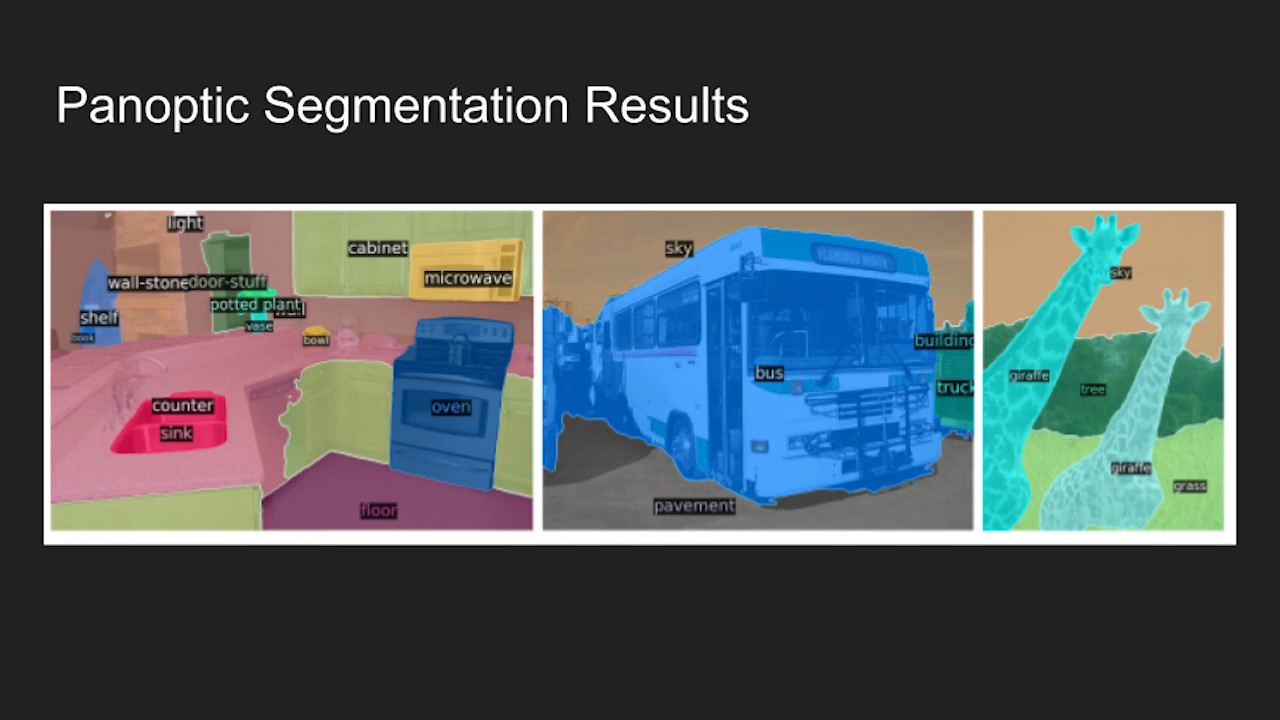 Panoptic Segmentation Results
light
cabinet
microwave
wall-stone
door-stuff
potted plant
vase
shelf
book
bowl
counter
sink
oven
floor
sky
bus
building
truck
pavement
sky
giraffe
tree
giraffe
grass